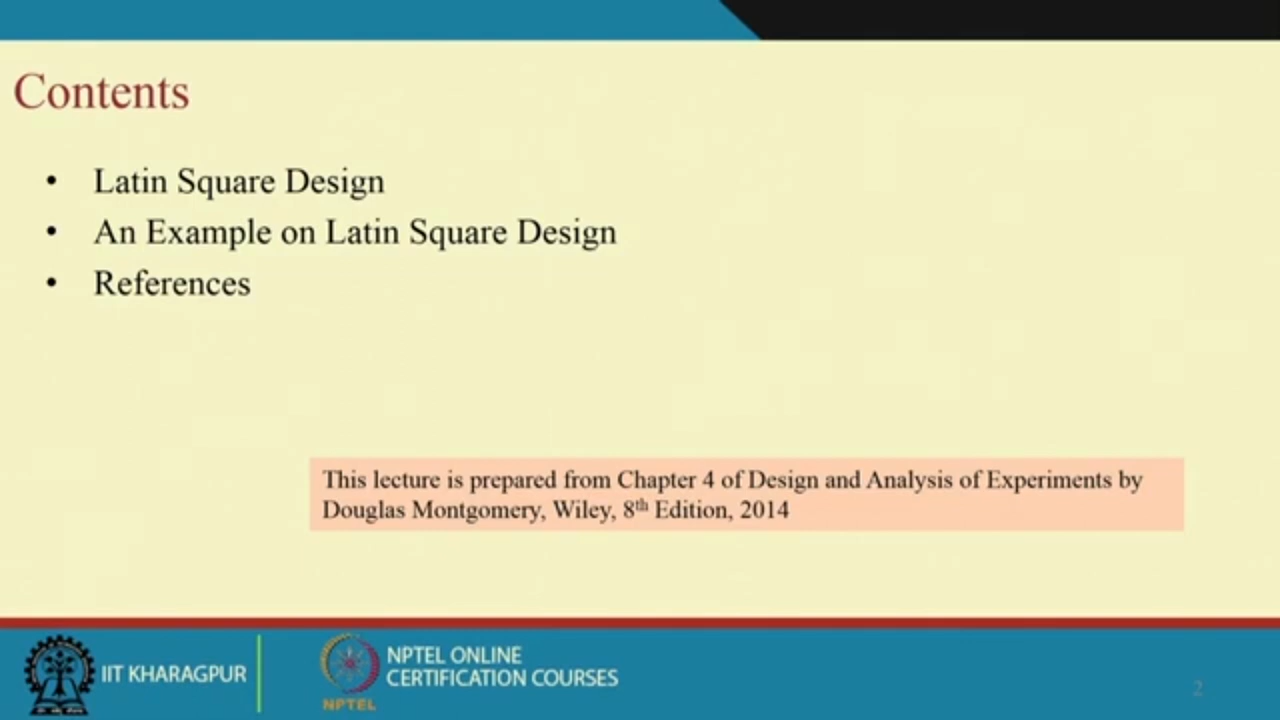 Contents
• Latin Square Design
• An Example on Latin Square Design
• References
This lecture is prepared from Chapter 4 of Design and Analysis of Experiments by
Douglas Montgomery, Wiley, 8th Edition, 2014
IIT KHARAGPUR
NPTEL
NPTEL ONLINE
CERTIFICATION COURSES
2